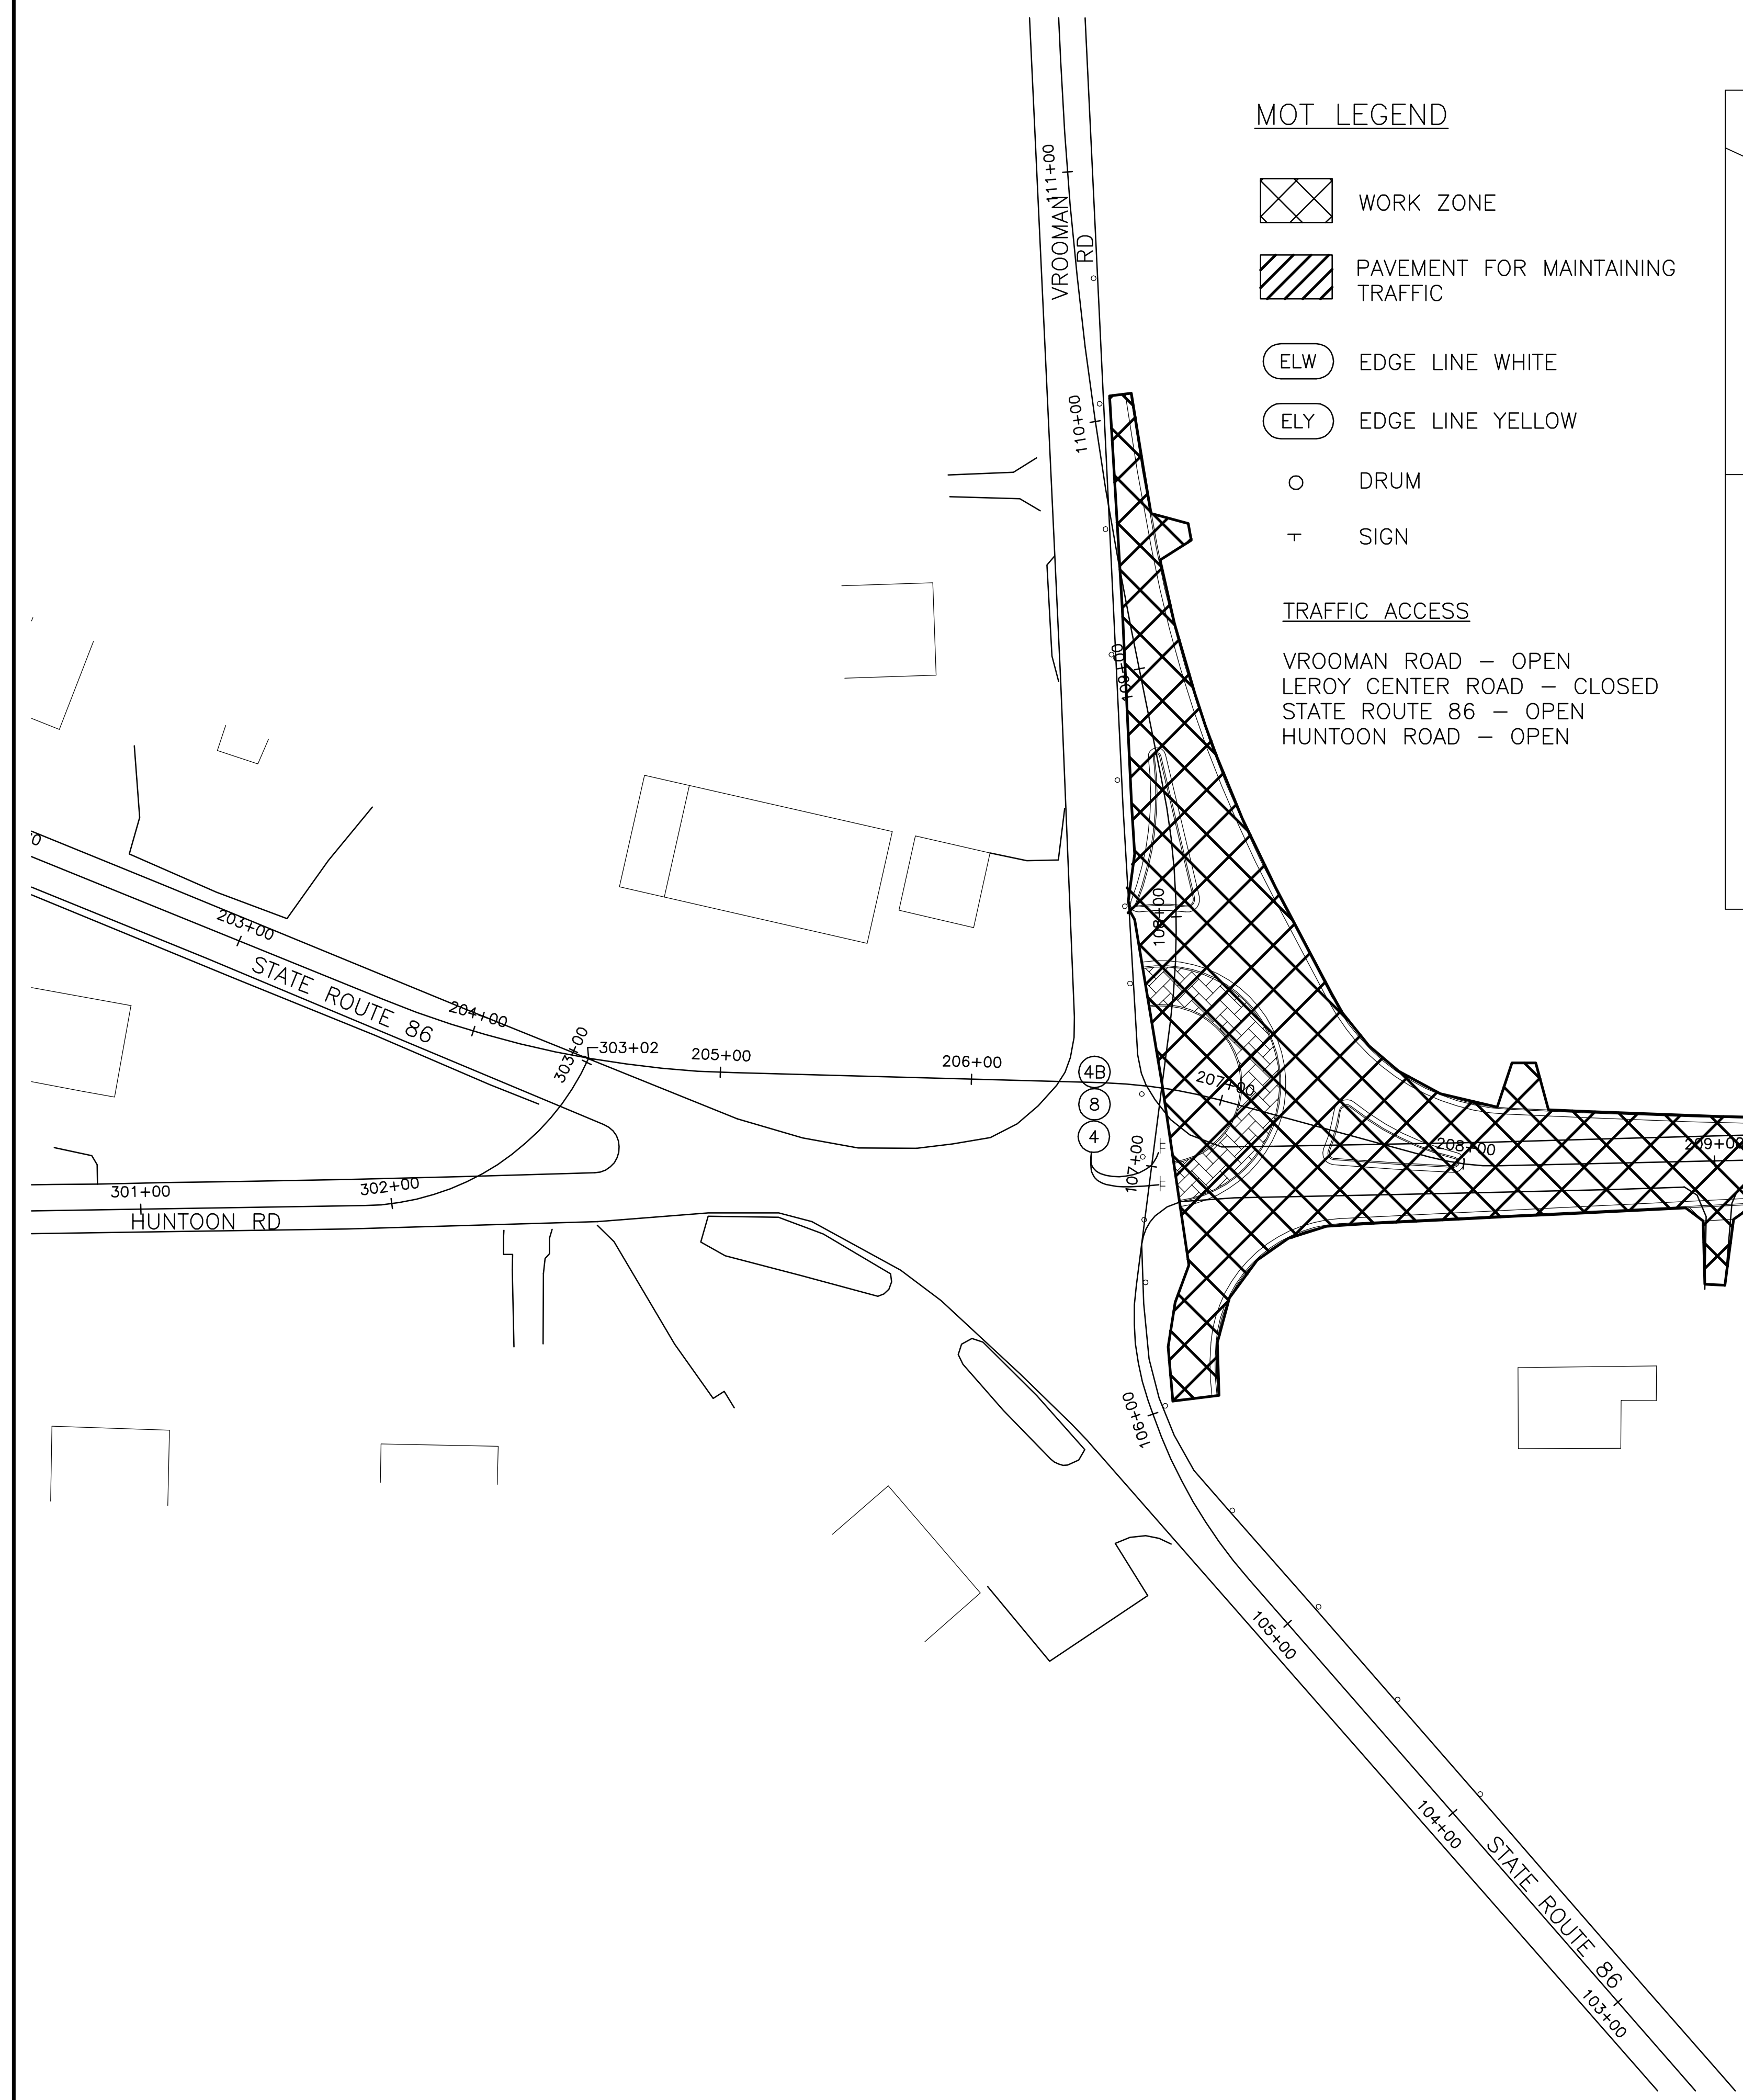 MOT LEGEND
WORK ZONE
PAVEMENT FOR MAINTAINING
TRAFFIC
ELW EDGE LINE WHITE
ELY EDGE LINE YELLOW
DRUM
SIGN
TRAFFIC ACCESS
VROOMAN ROAD – OPEN
LEROY CENTER ROAD – CLOSED
STATE ROUTE 86 – OPEN
HUNTOON ROAD – OPEN
111+00
VROOMAN
RD
110+00
109+00
108+00
203+00
STATE ROUTE 86
204+00
303+00
303+02
205+00
206+00
4B
8
4
207+00
208+00
209+00
107+00
301+00
302+00
HUNTOON RD
106+00
105+00
104+00
STATE ROUTE 86
103+00